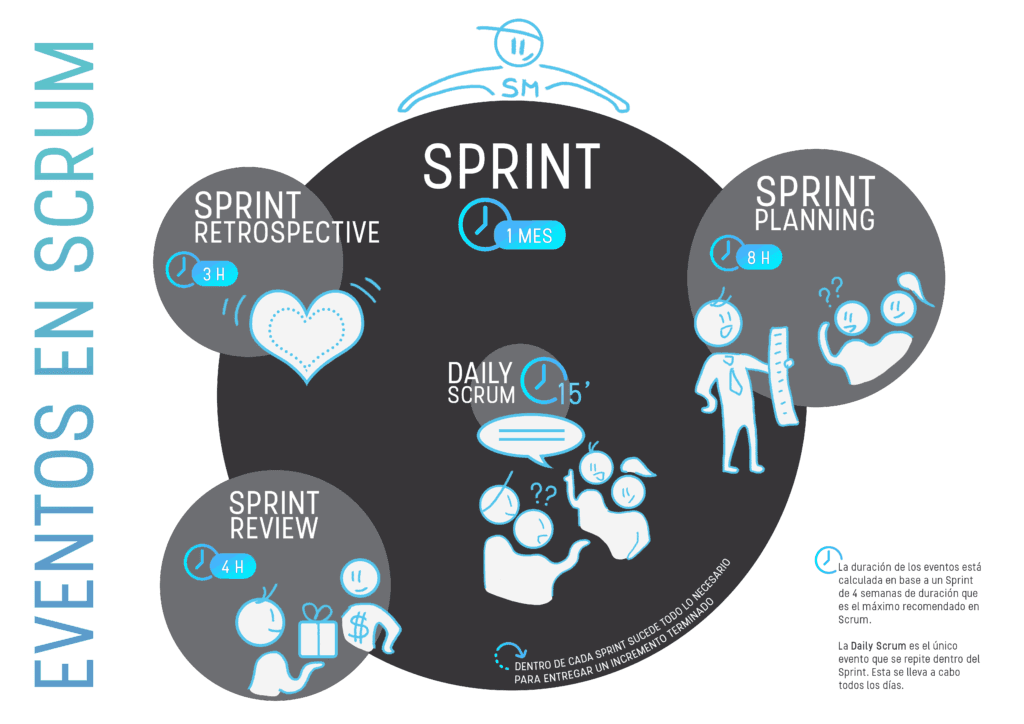 EVENTOS EN SCRUM
SM
SPRINT
1 MES
SPRINT
RETROSPECTIVE
3 H
SPRINT
PLANNING
8 H
??
DAILY
SCRUM
15’
??
SPRINT
REVIEW
4 H
$
DENTRO DE CADA SPRINT SUCEDE TODO LO NECESARIO
PARA ENTREGAR UN INCREMENTO TERMINADO
La duración de los eventos está
calculada en base a un Sprint
de 4 semanas de duración que
es el máximo recomendado en
Scrum.
La Daily Scrum es el único
evento que se repite dentro del
Sprint. Esta se lleva a cabo
todos los días.